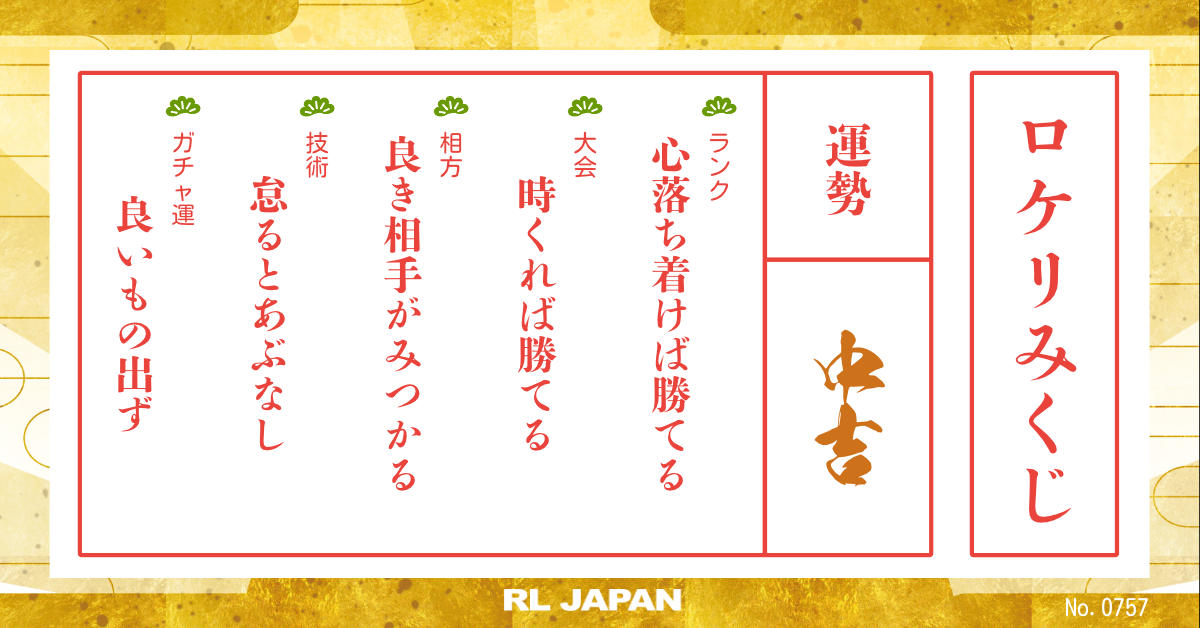 ロケリみくじ
運勢
中吉
ランク
心落ち着けば勝てる
大会
時くれば勝てる
相方
良き相手がみつかる
技術
怠るとあぶなし
ガチャ運
良いもの出ず
RL JAPAN
No. 0757